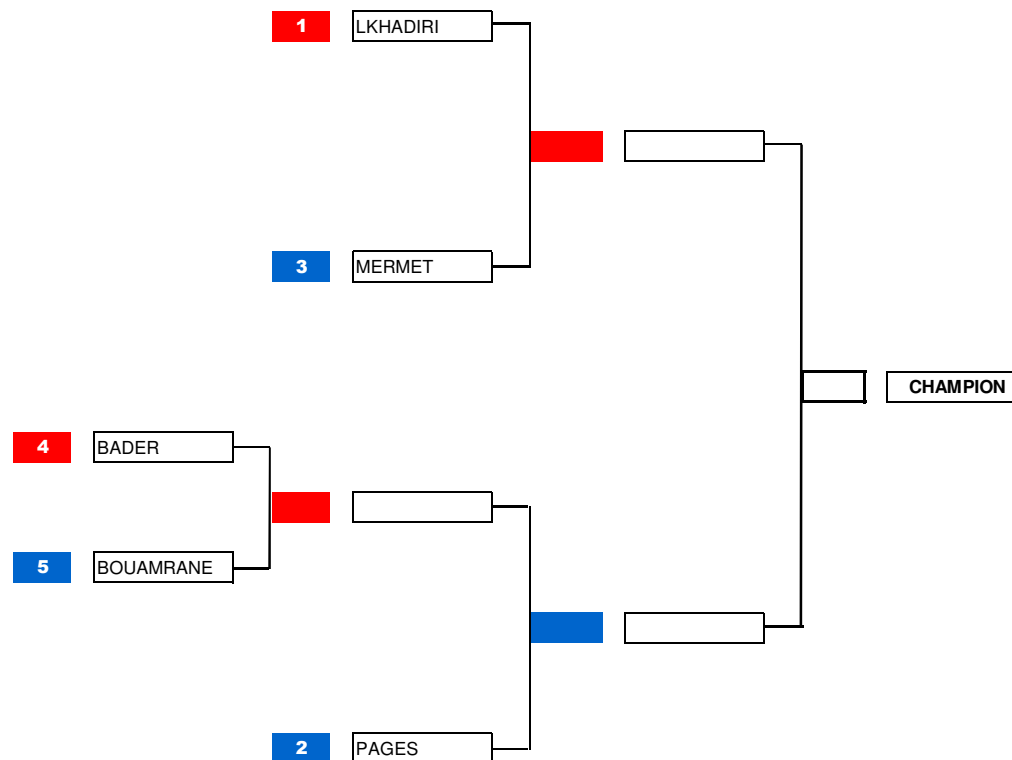 1 LKHADIRI
3 MERMET
CHAMPION
4 BADER
5 BOUAMRANE
2 PAGES